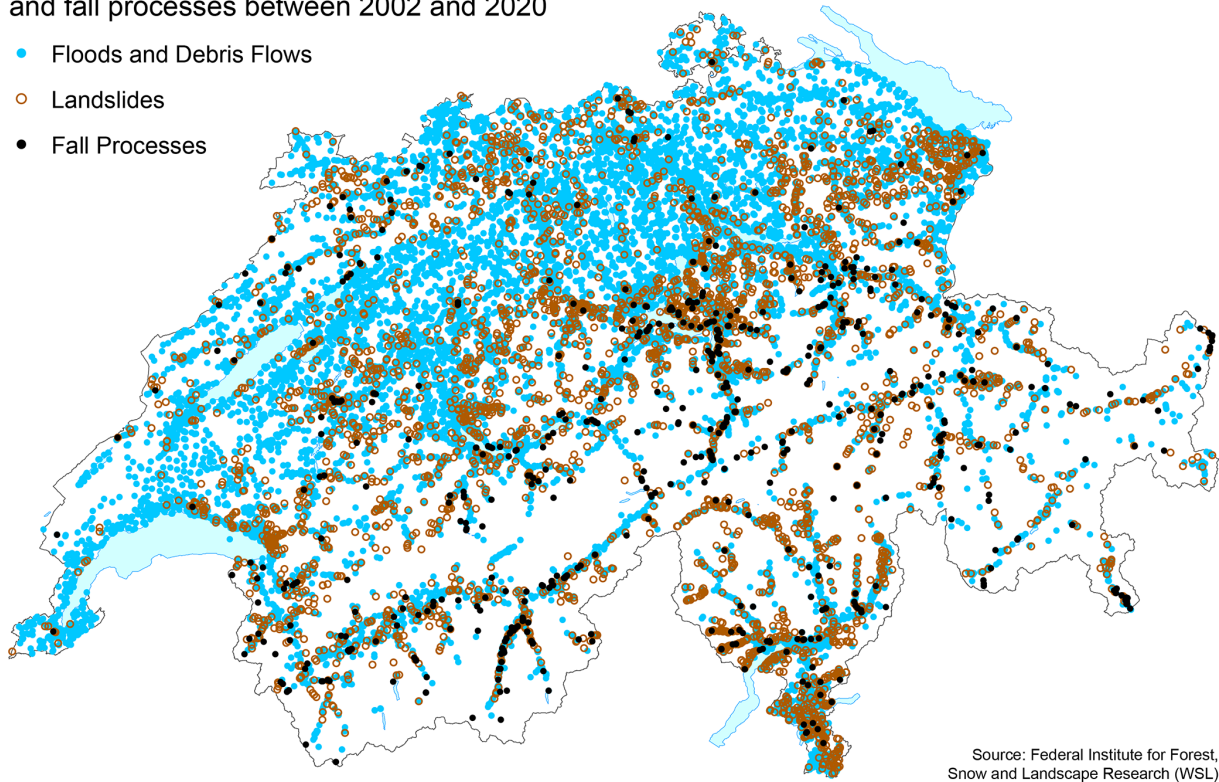 and fall processes between 2002 and 2020
Floods and Debris Flows
Landslides
Fall Processes
Source: Federal Institute for Forest,
Snow and Landscape Research (WSL)